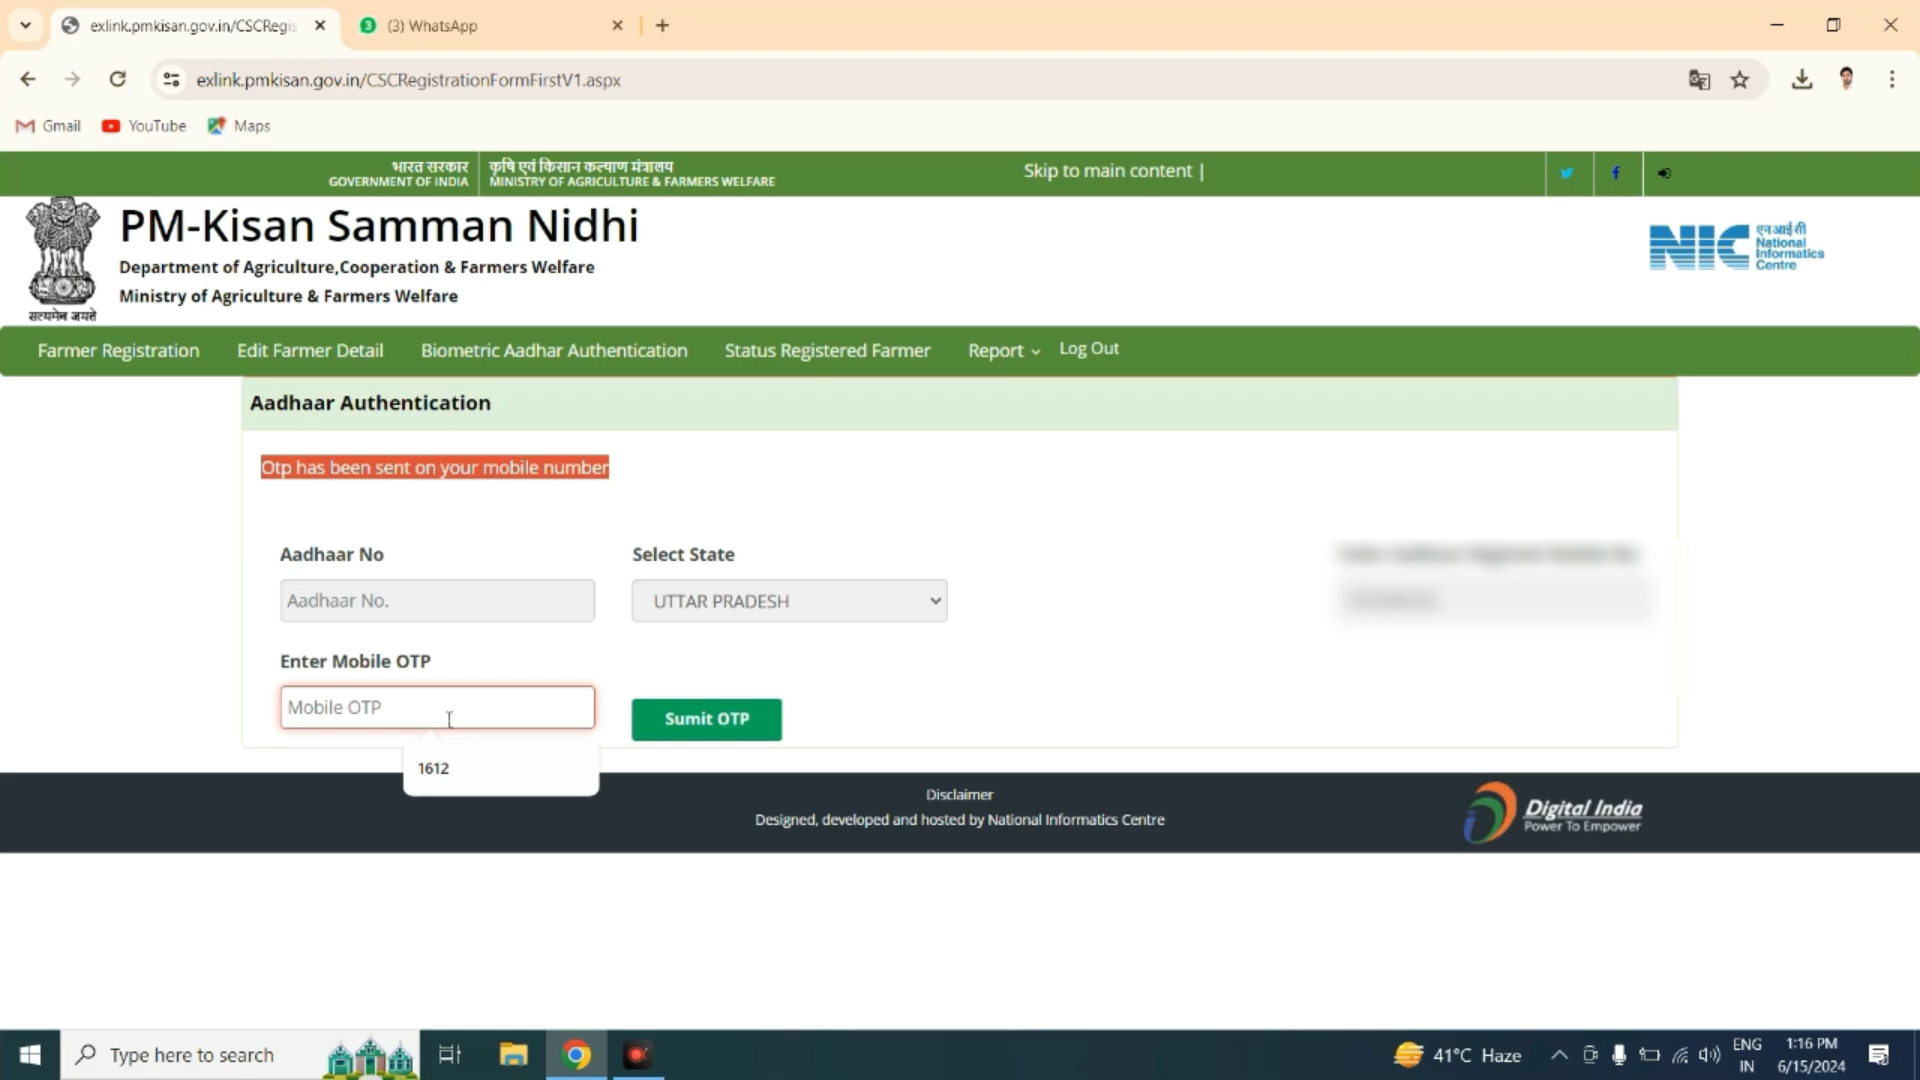 exlink.pmkisan.gov.in/CSCRegis
(3) WhatsApp
exlink.pmkisan.gov.in/CSCRegistrationFormFirstV1.aspx
Gmail
YouTube
Maps
भारत सरकार
GOVERNMENT OF INDIA
कृषि एवं किसान कल्याण मंत्रालय
MINISTRY OF AGRICULTURE & FARMERS WELFARE
Skip to main content |
सत्यमेव जयते
PM-Kisan Samman Nidhi
Department of Agriculture,Cooperation & Farmers Welfare
Ministry of Agriculture & Farmers Welfare
NIC
एन आई सी
National
Informatics
Centre
Farmer Registration
Edit Farmer Detail
Biometric Aadhar Authentication
Status Registered Farmer
Report
Log Out
Aadhaar Authentication
Otp has been sent on your mobile number
Aadhaar No
Select State
Aadhaar No.
UTTAR PRADESH
Enter Mobile OTP
Mobile OTP
Sumit OTP
1612
Disclaimer
Designed, developed and hosted by National Informatics Centre
Digital India
Power To Empower
Type here to search
41°C Haze
ENG
IN
1:16 PM
6/15/2024